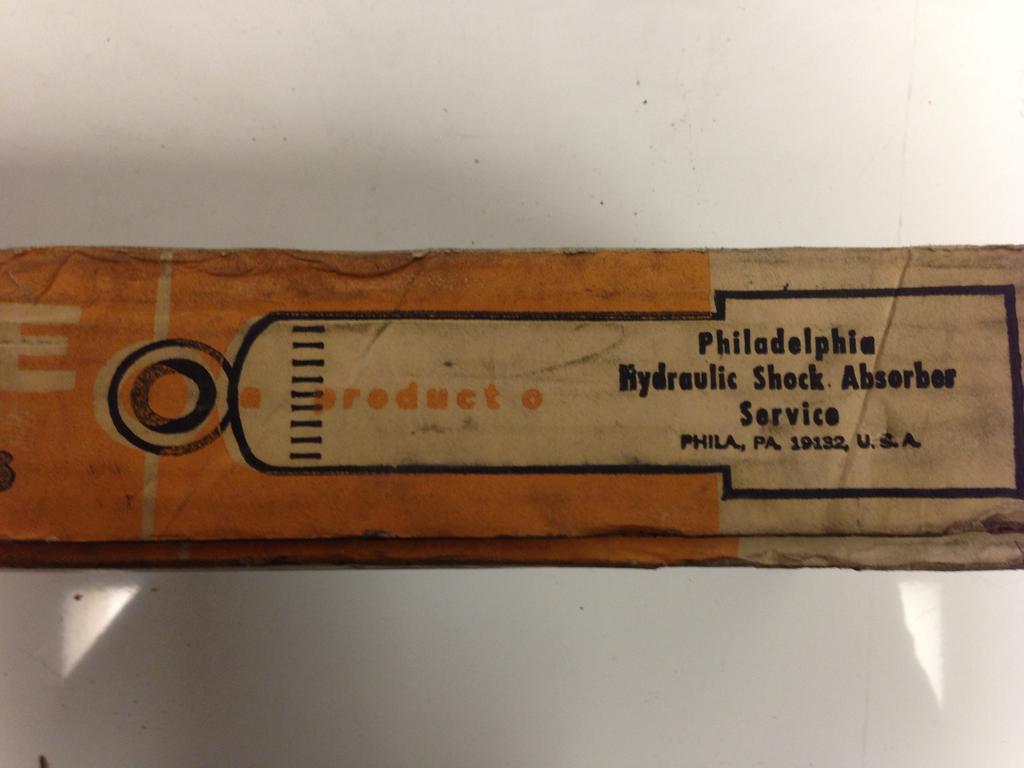 E
a product o
Philadelphia
Hydraulic Shock Absorber
Service
PHILA, PA. 19132, U. S. A.